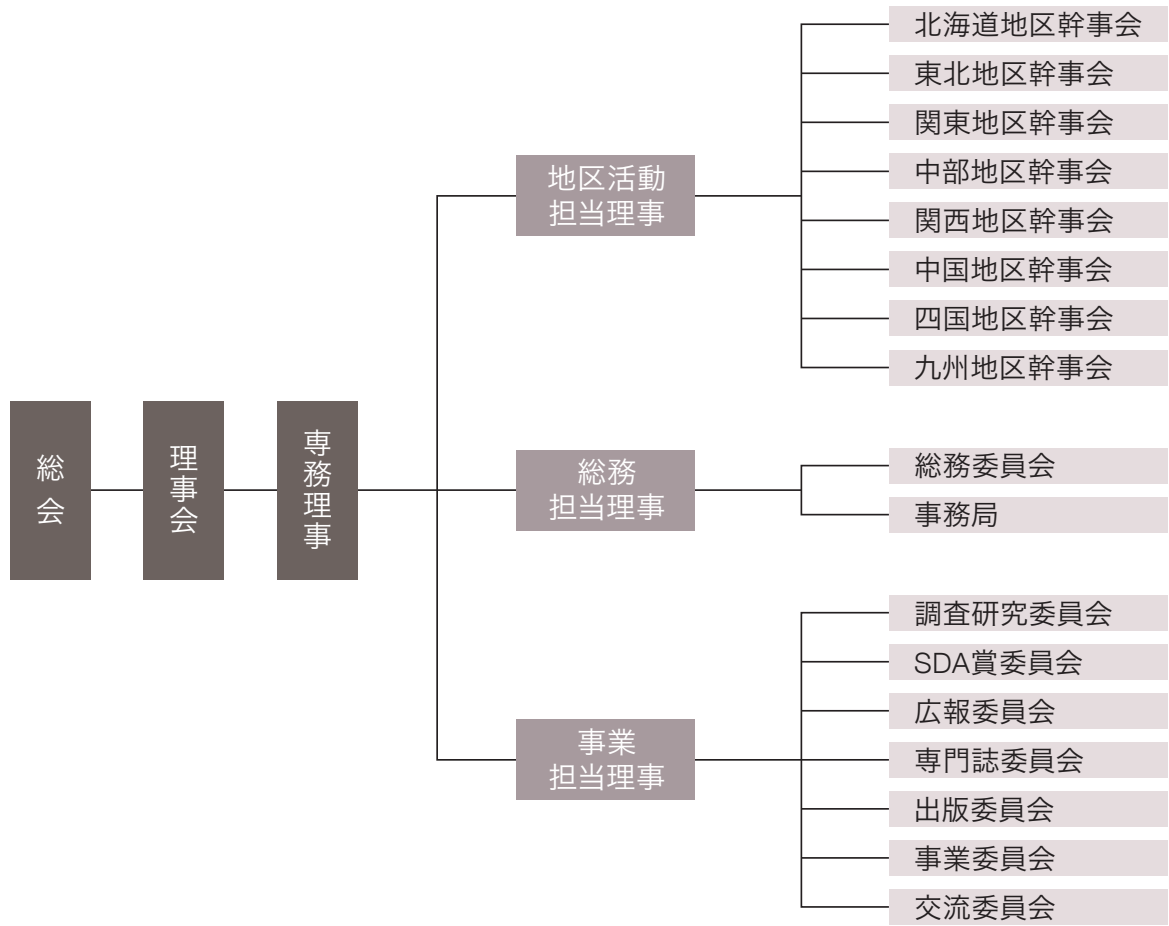 総会
理事会
専務理事
地区活動
担当理事
北海道地区幹事会
東北地区幹事会
関東地区幹事会
中部地区幹事会
関西地区幹事会
中国地区幹事会
四国地区幹事会
九州地区幹事会
総務
担当理事
総務委員会
事務局
事業
担当理事
調査研究委員会
SDA賞委員会
広報委員会
専門誌委員会
出版委員会
事業委員会
交流委員会